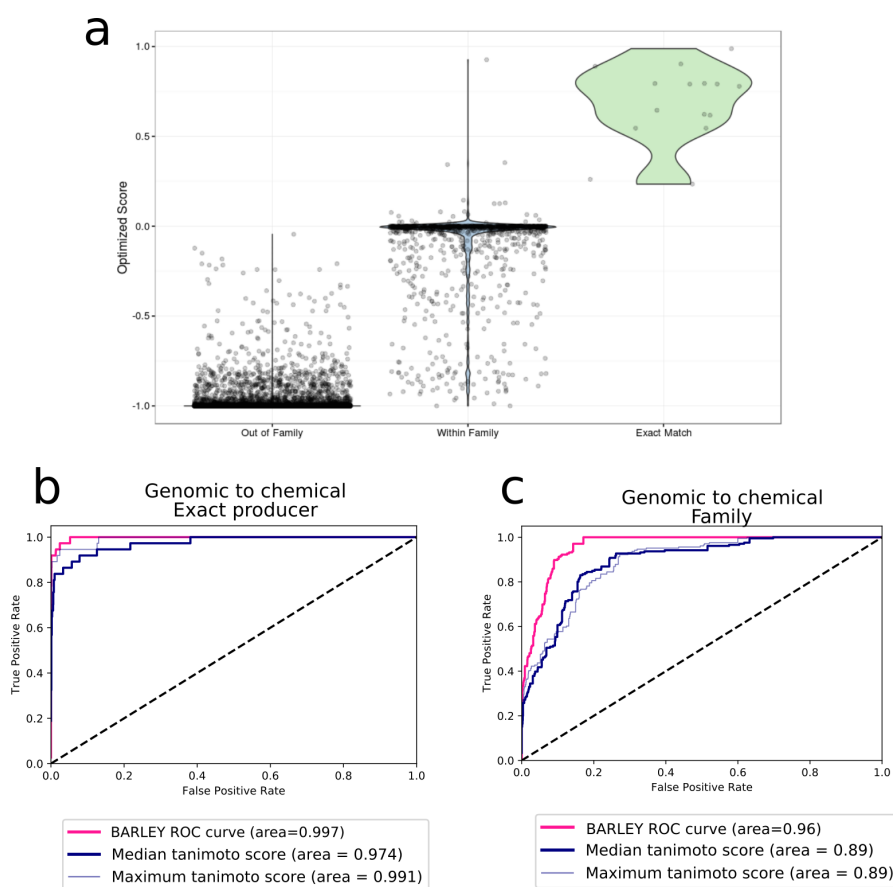 a
1.0
0.5
0.0
-0.5
-1.0
Optimized Score
Out of Family
Within Family
Exact Match
b
Genomic to chemical
Exact producer
1.0
0.8
0.6
0.4
0.2
0.0
True Positive Rate
0.0
0.2
0.4
0.6
0.8
1.0
False Positive Rate
BARLEY ROC curve (area=0.997)
Median tanimoto score (area = 0.974)
Maximum tanimoto score (area = 0.991)
c
Genomic to chemical
Family
1.0
0.8
0.6
0.4
0.2
0.0
True Positive Rate
0.0
0.2
0.4
0.6
0.8
1.0
False Positive Rate
BARLEY ROC curve (area=0.96)
Median tanimoto score (area = 0.89)
Maximum tanimoto score (area = 0.89)